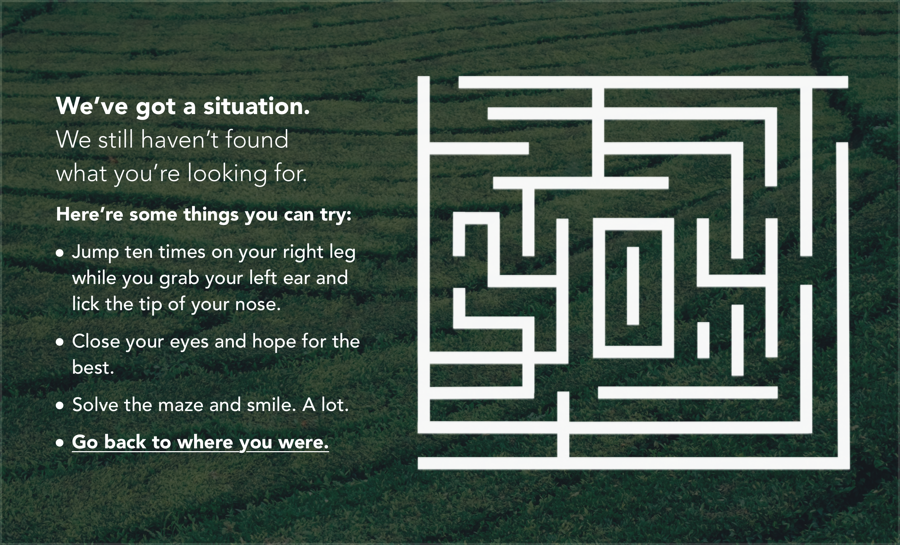 We’ve got a situation.
We still haven’t found
what you’re looking for.
Here’re some things you can try:
• Jump ten times on your right leg
while you grab your left ear and
lick the tip of your nose.
• Close your eyes and hope for the
best.
• Solve the maze and smile. A lot.
• Go back to where you were.